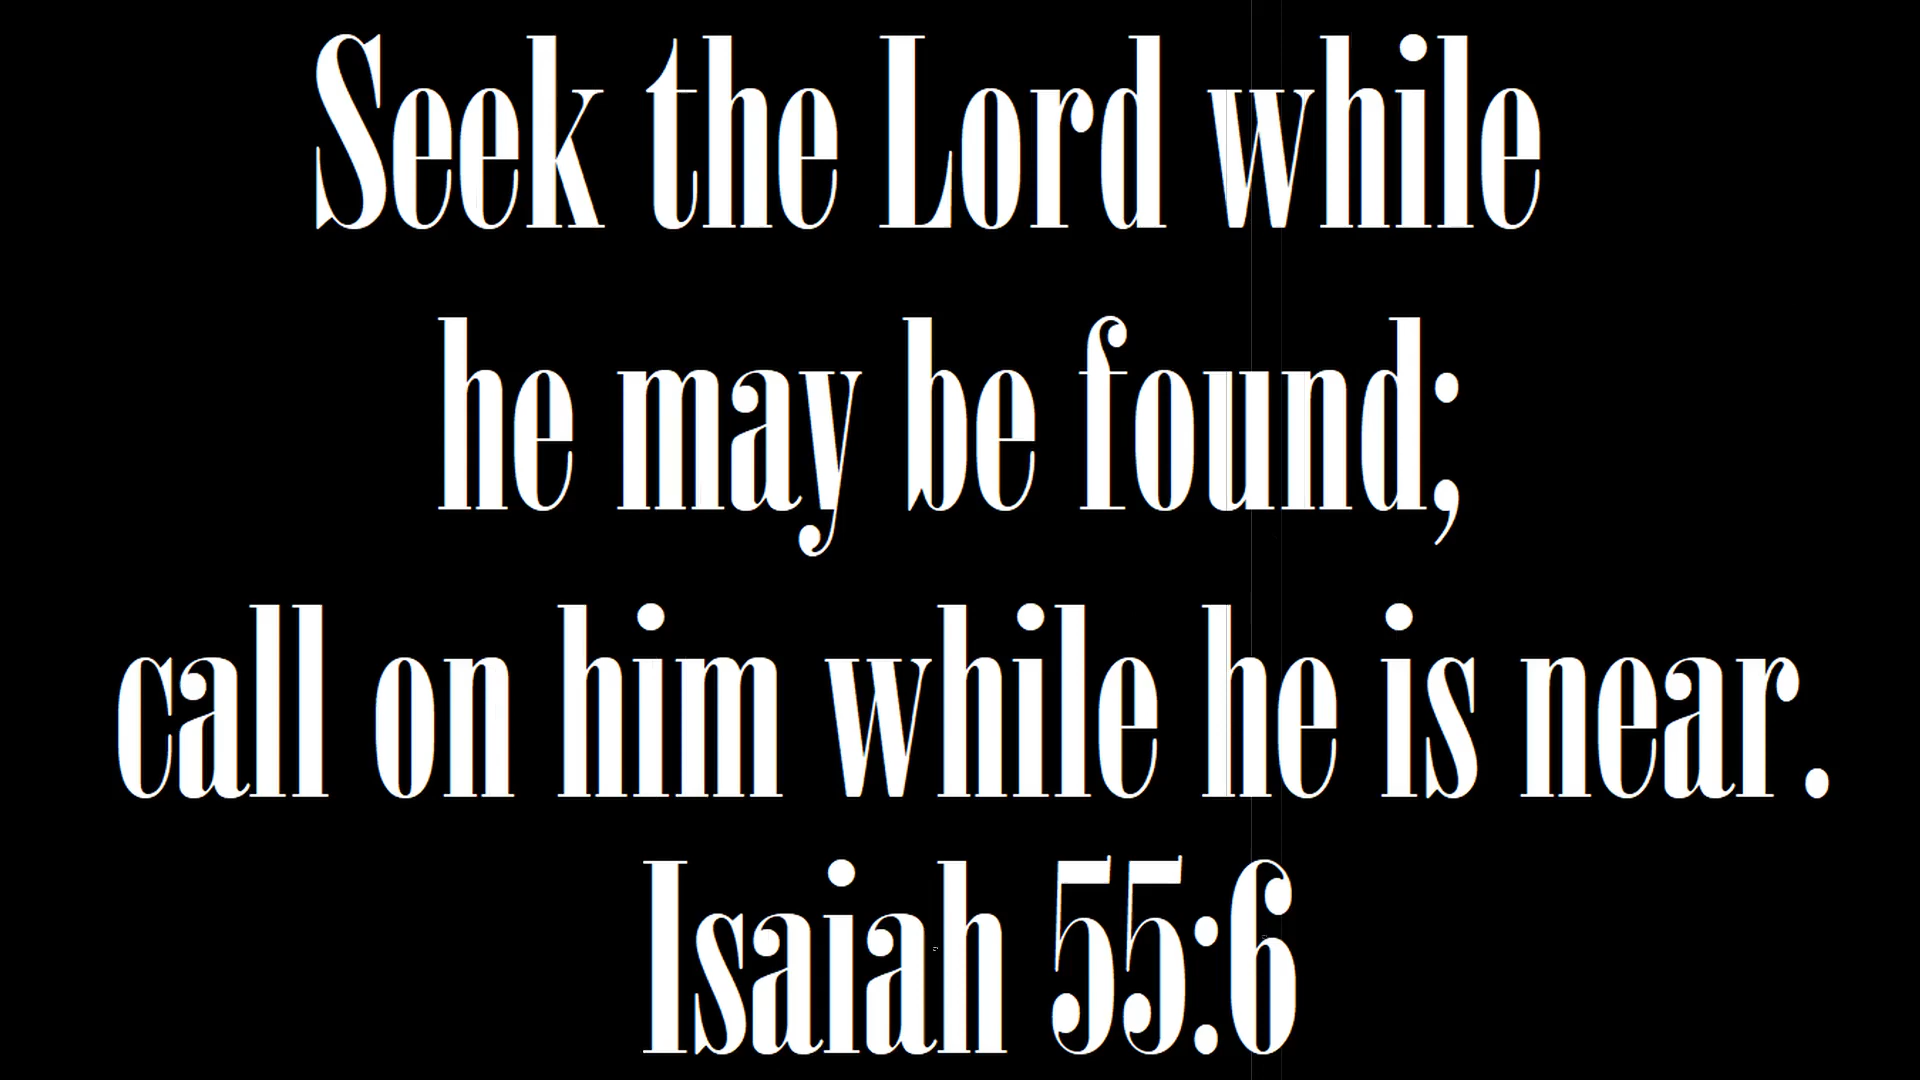 Seek the Lord while
he may be found;
call on him while he is near.
Isaiah 55:6